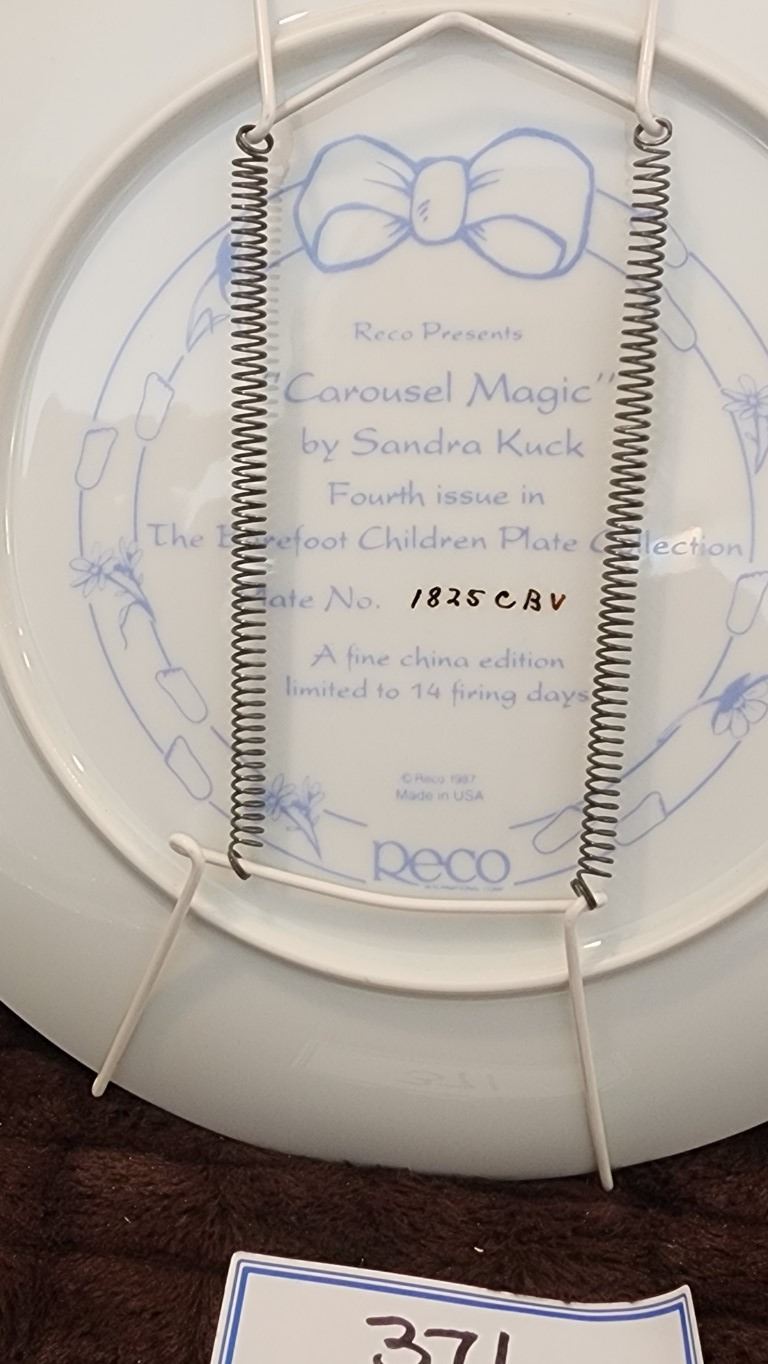 Reco Presents
"Carousel Magic"
by Sandra Kuck
Fourth issue in
The Barefoot Children Plate Collection
Plate No. 1825CBV
A fine china edition
limited to 14 firing days
© Reco 1987
Made in USA
Reco
371